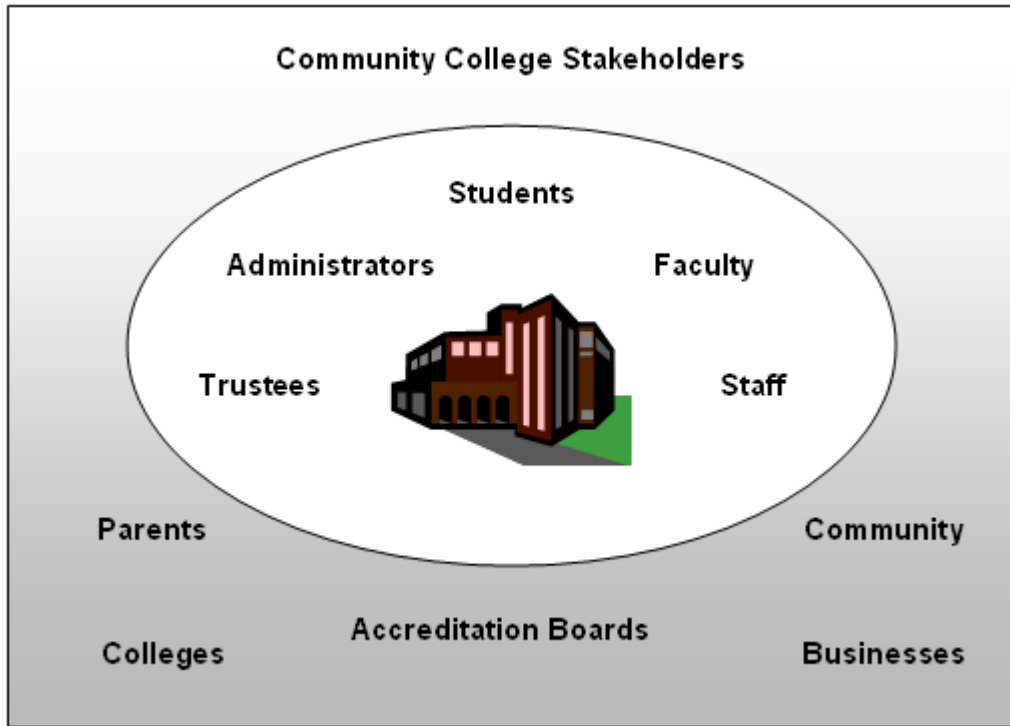 Community College Stakeholders
Students
Administrators
Faculty
Trustees
Staff
Parents
Community
Accreditation Boards
Colleges
Businesses